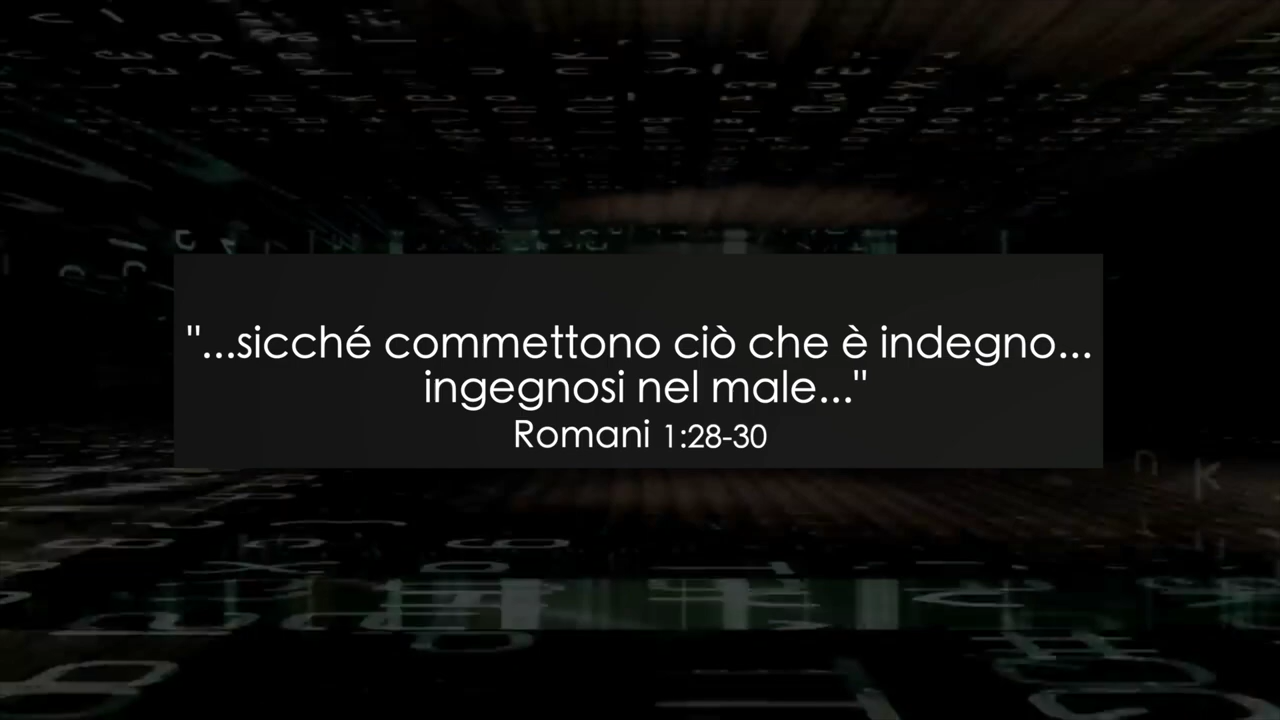 "...sicché commettono ciò che è indegno...
ingegnosi nel male..."
Romani 1:28-30